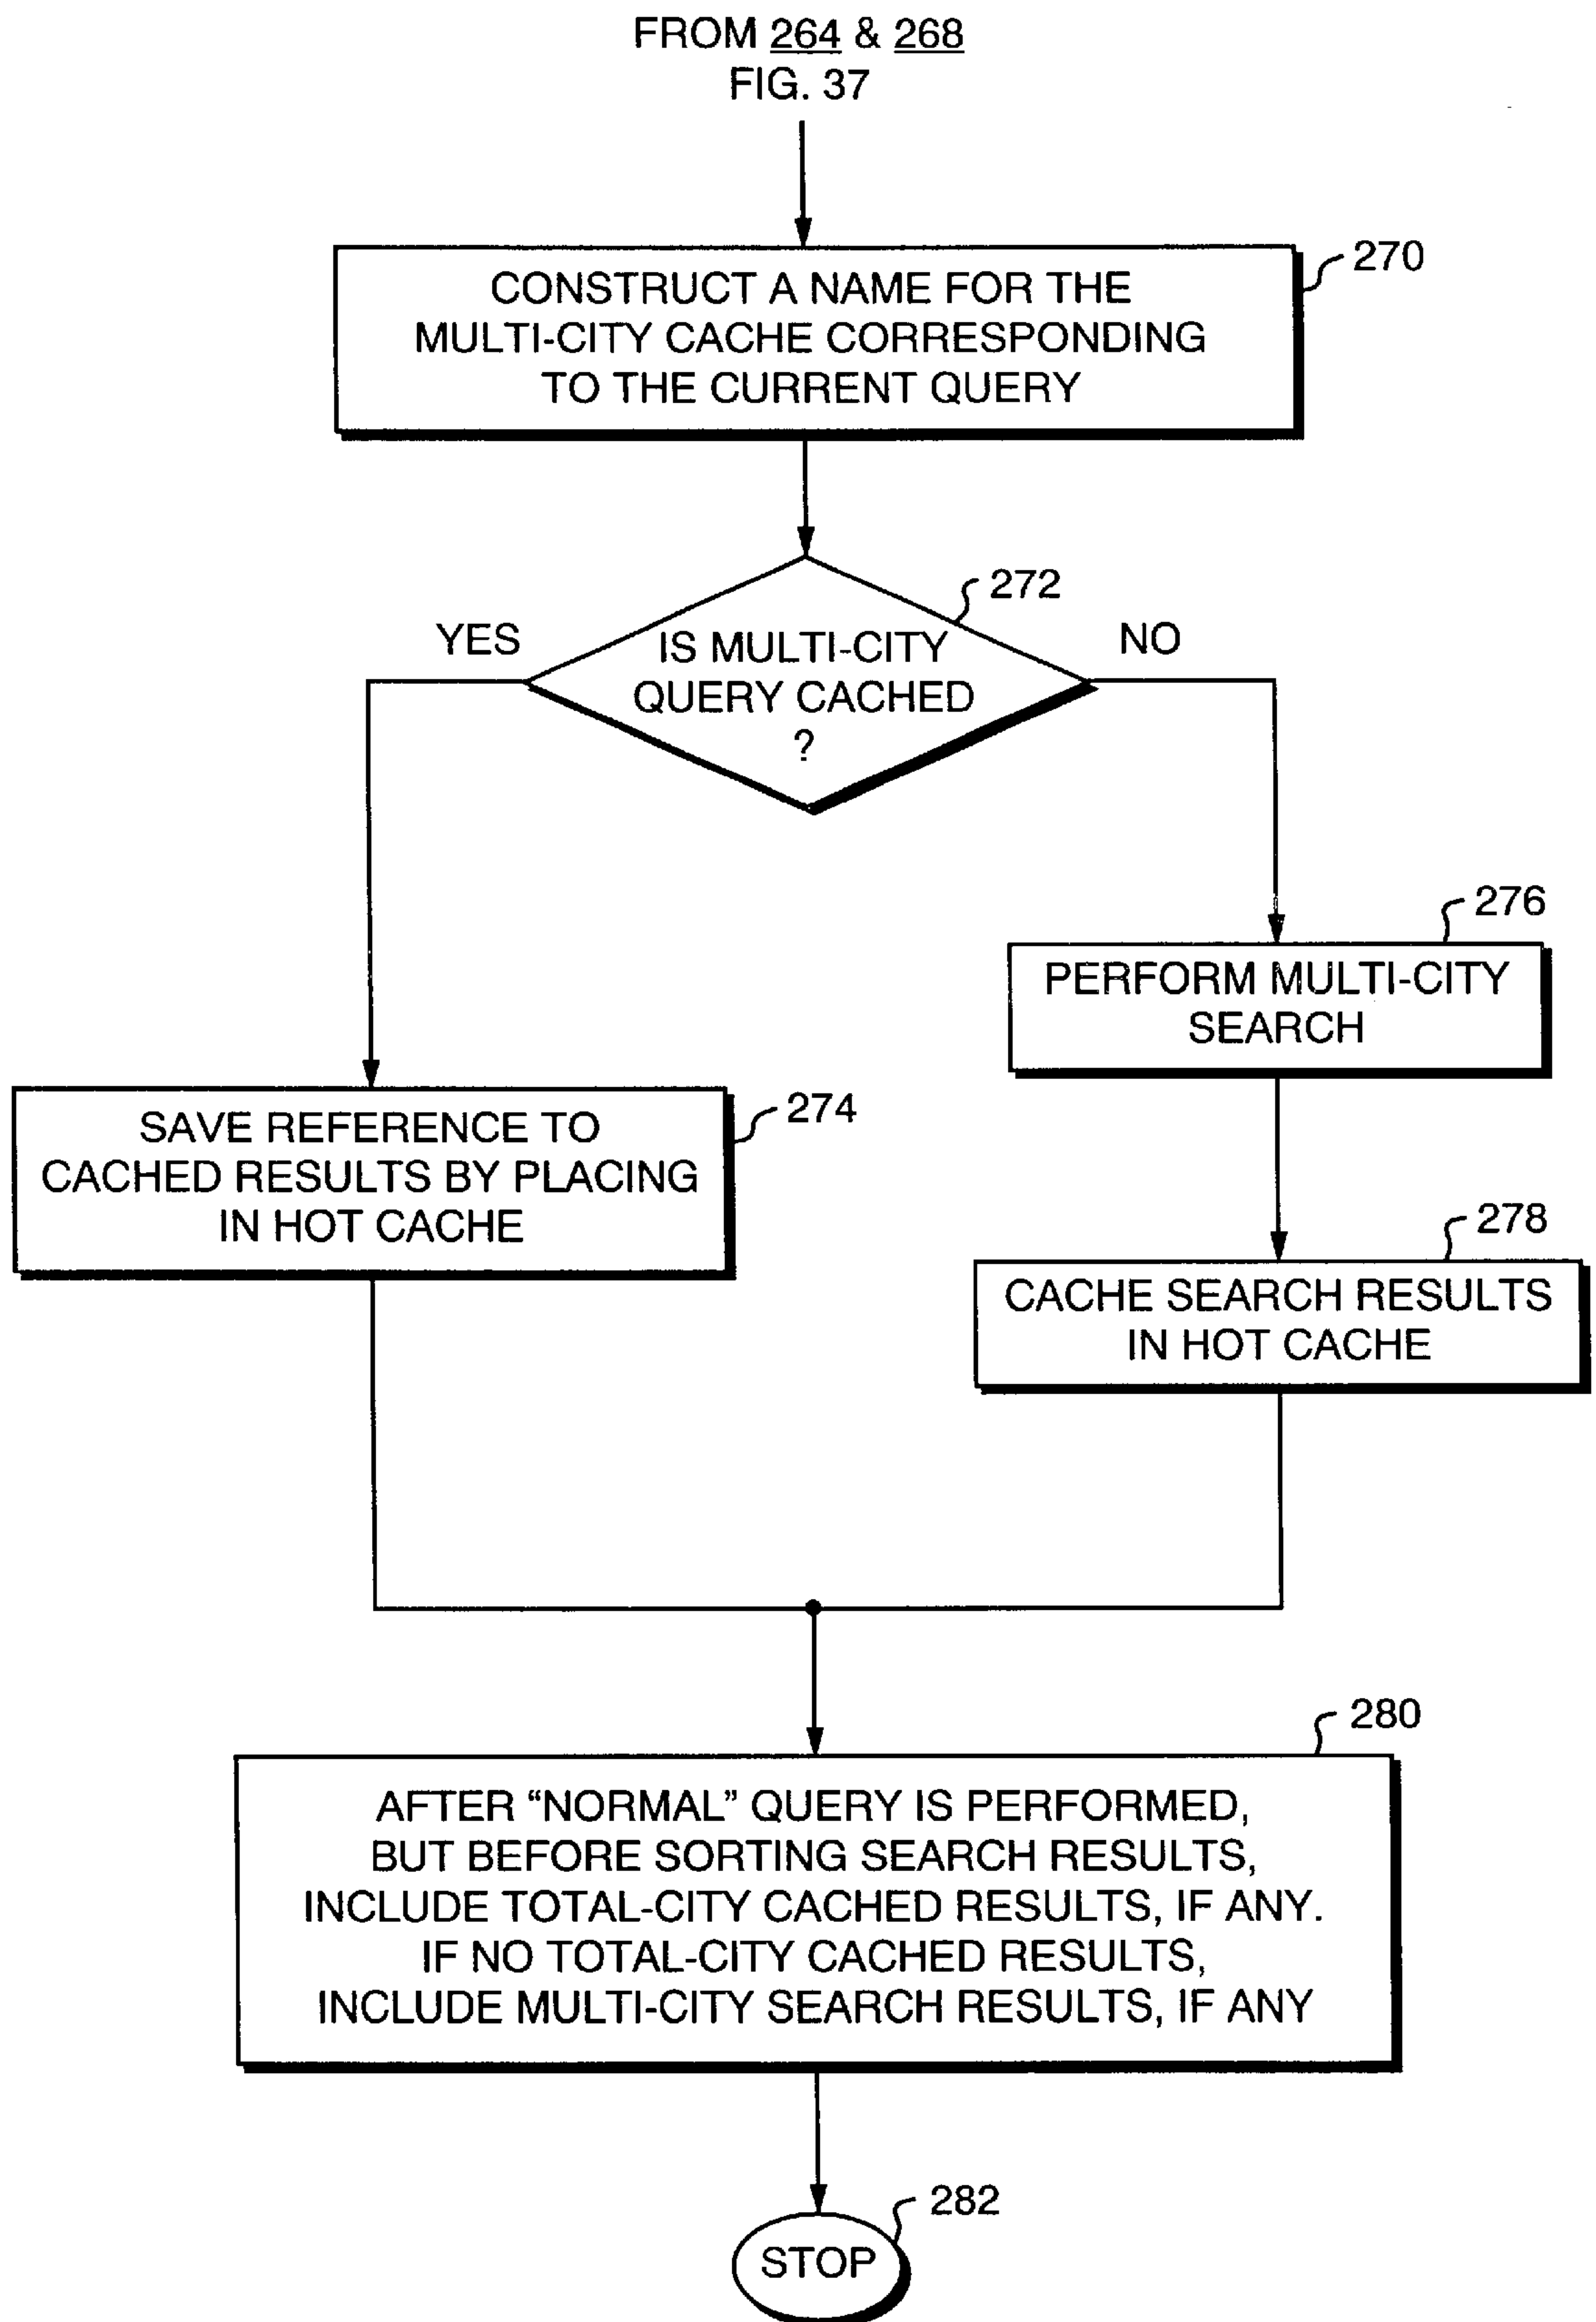 FROM 264 & 268
FIG. 37
270
CONSTRUCT A NAME FOR THE
MULTI-CITY CACHE CORRESPONDING
TO THE CURRENT QUERY
272
YES
NO
IS MULTI-CITY
QUERY CACHED
?
276
PERFORM MULTI-CITY
SEARCH
274
SAVE REFERENCE TO
CACHED RESULTS BY PLACING
IN HOT CACHE
278
CACHE SEARCH RESULTS
IN HOT CACHE
280
AFTER “NORMAL” QUERY IS PERFORMED,
BUT BEFORE SORTING SEARCH RESULTS,
INCLUDE TOTAL-CITY CACHED RESULTS, IF ANY.
IF NO TOTAL-CITY CACHED RESULTS,
INCLUDE MULTI-CITY SEARCH RESULTS, IF ANY
282
STOP